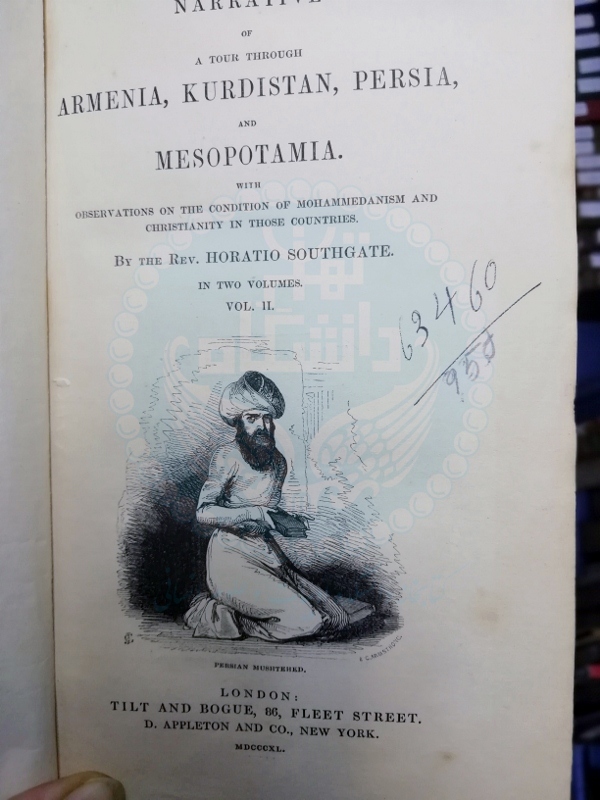 NARRATIVE
OF
A TOUR THROUGH
ARMENIA, KURDISTAN, PERSIA,
AND
MESOPOTAMIA.
WITH
OBSERVATIONS ON THE CONDITION OF MOHAMMEDANISM AND
CHRISTIANITY IN THOSE COUNTRIES.
BY THE REV. HORATIO SOUTHGATE.
IN TWO VOLUMES.
VOL. II.
63460
950
دانشگاه
PERSIAN MUSHTEHED.
LONDON:
TILT AND BOGUE, 86, FLEET STREET.
D. APPLETON AND CO., NEW YORK.
MDCCCXL.